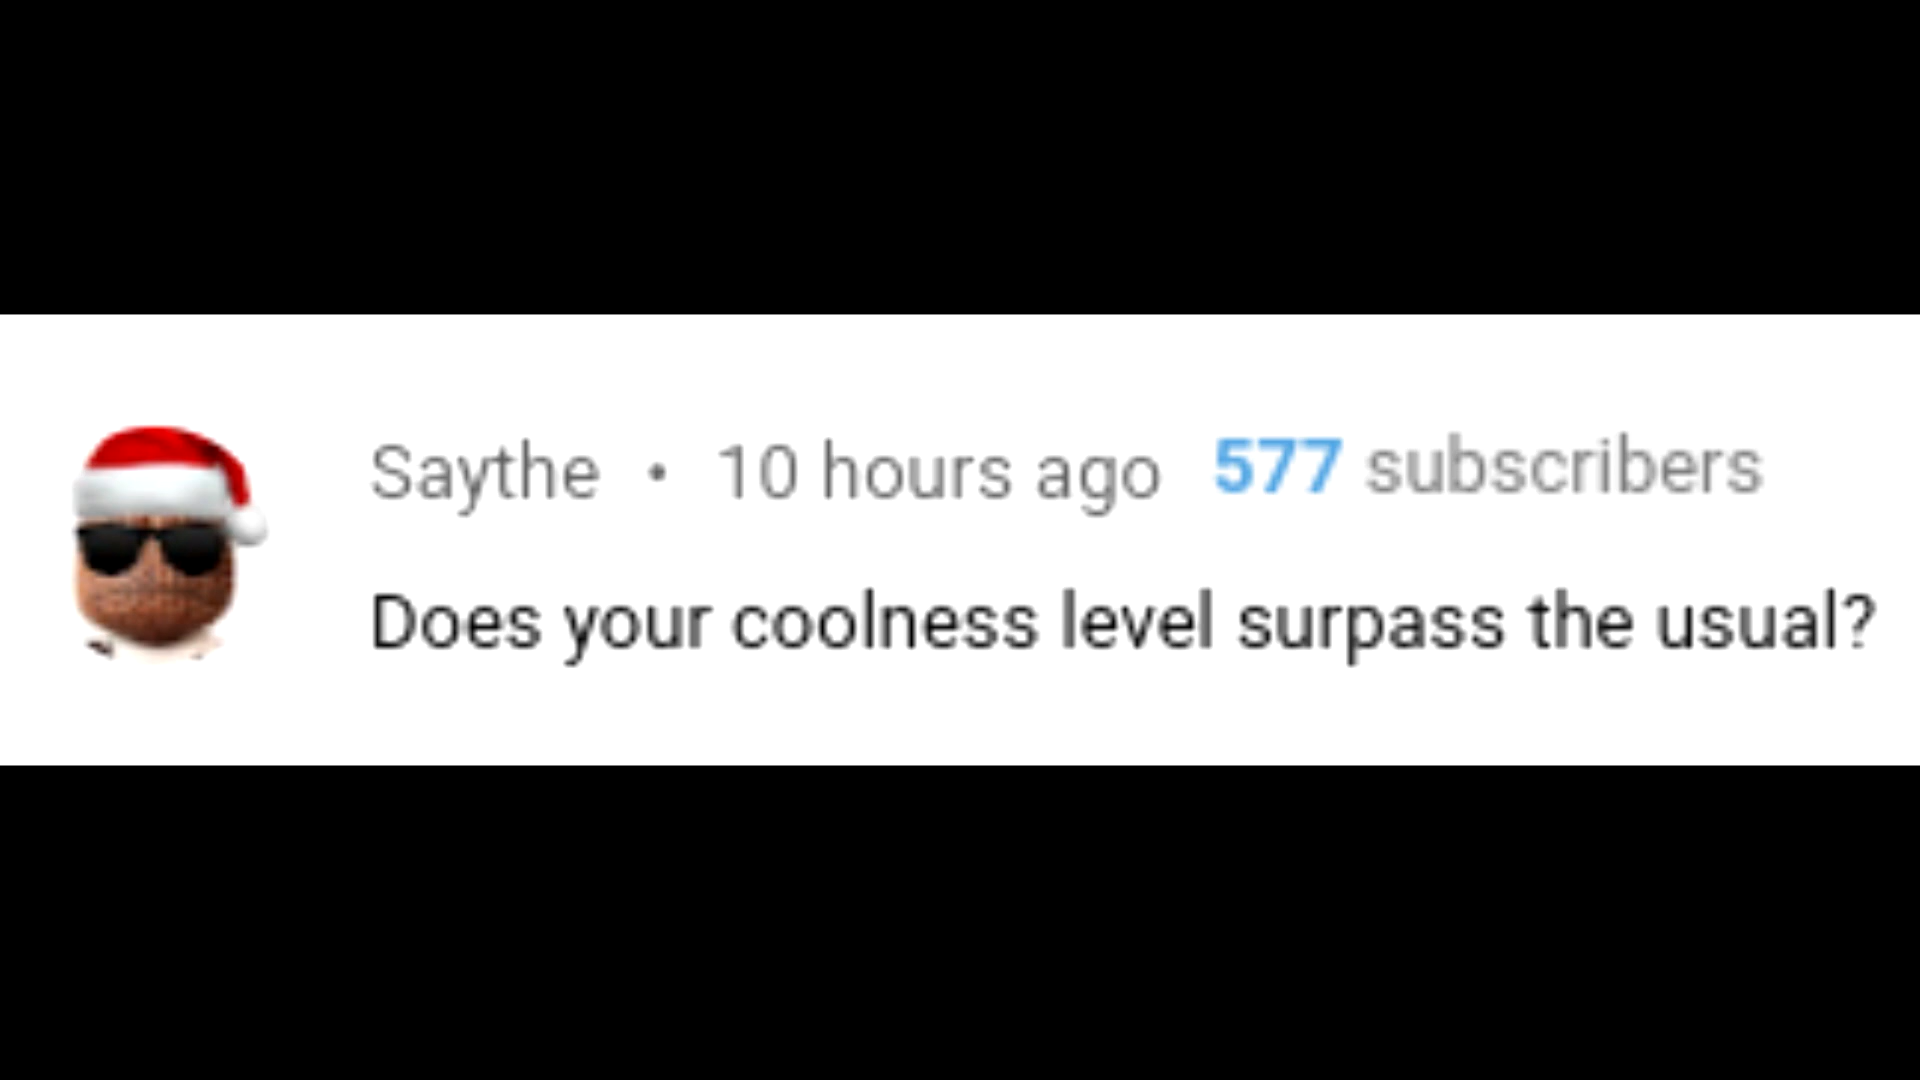 Saythe • 10 hours ago 577 subscribers
Does your coolness level surpass the usual?